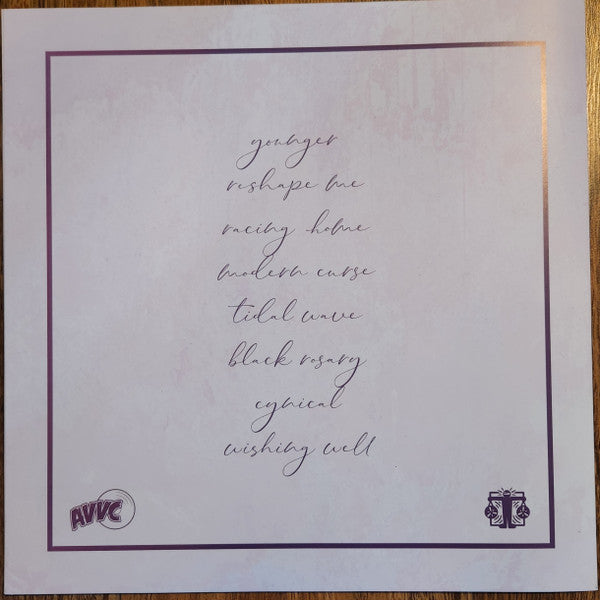 younger
reshape me
racing home
modern curse
tidal wave
black rosary
cynical
wishing well
AVVC